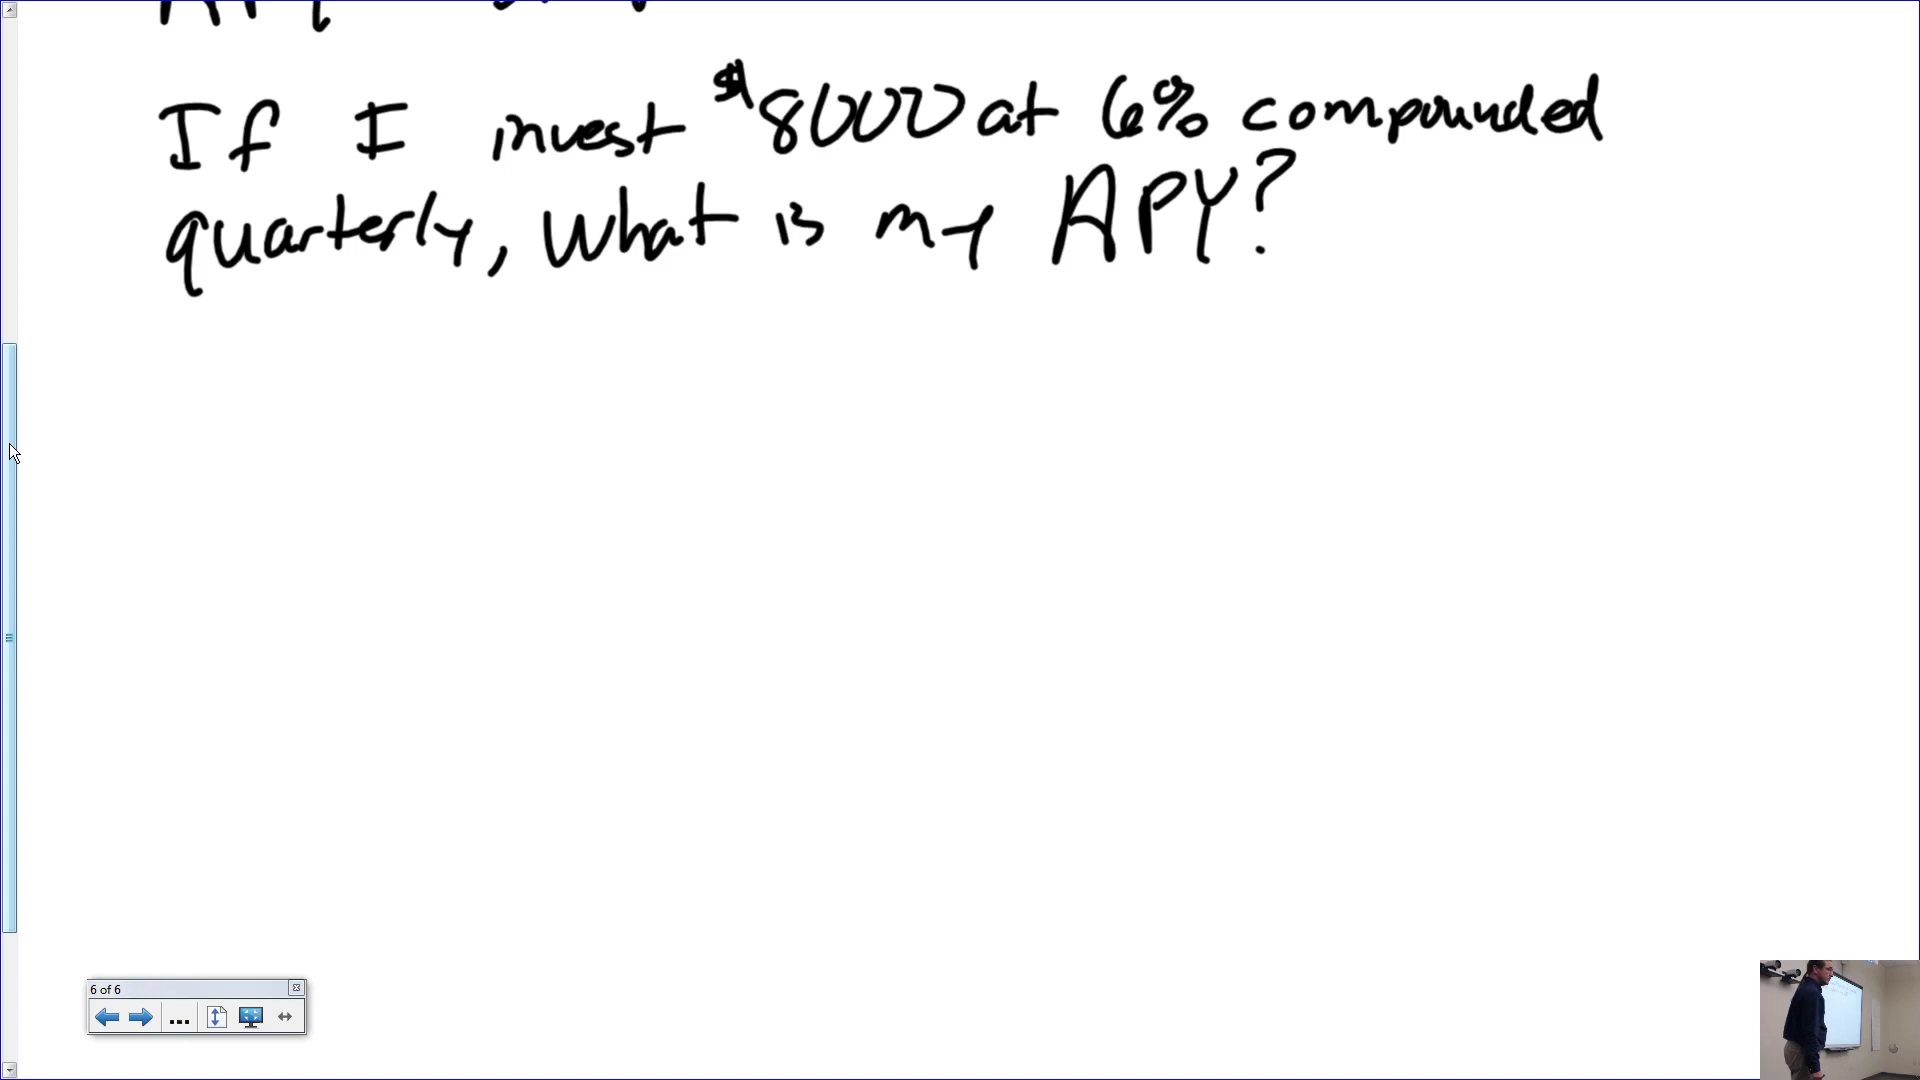 If I invest $8000 at 6% compounded
quarterly, what is my APY?
6 of 6